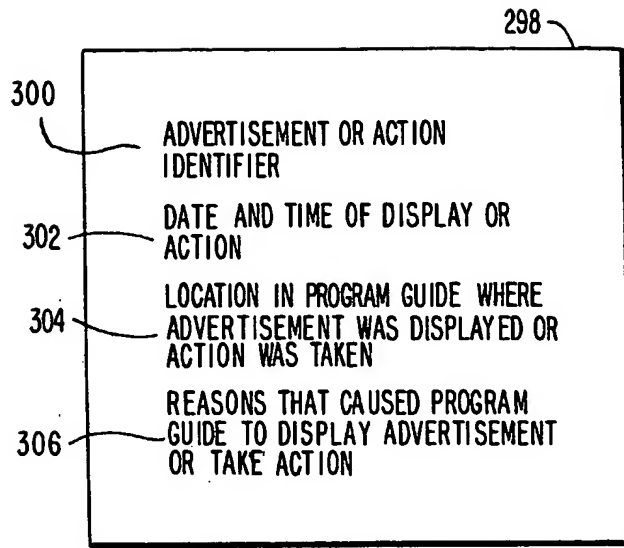 298
300
ADVERTISEMENT OR ACTION
IDENTIFIER
302
DATE AND TIME OF DISPLAY OR
ACTION
304
LOCATION IN PROGRAM GUIDE WHERE
ADVERTISEMENT WAS DISPLAYED OR
ACTION WAS TAKEN
306
REASONS THAT CAUSED PROGRAM
GUIDE TO DISPLAY ADVERTISEMENT
OR TAKE ACTION